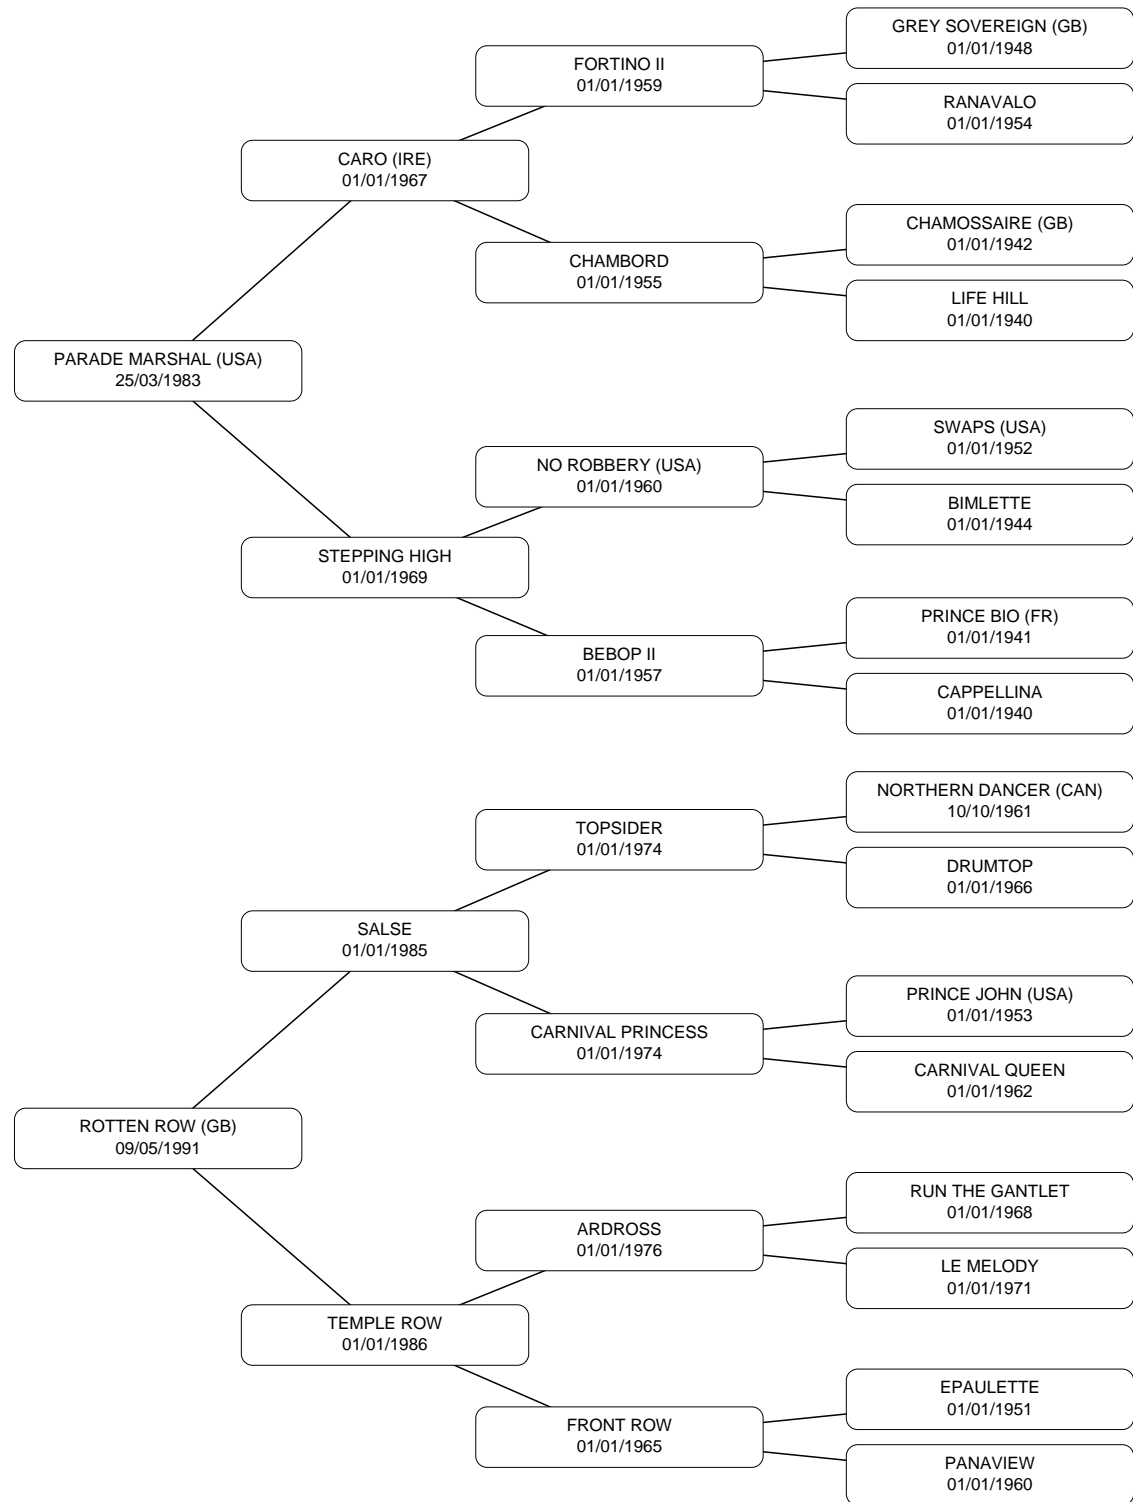 GREY SOVEREIGN (GB)
01/01/1948
FORTINO II
01/01/1959
RANAVALO
01/01/1954
CARO (IRE)
01/01/1967
CHAMOSSAIRE (GB)
01/01/1942
CHAMBORD
01/01/1955
LIFE HILL
01/01/1940
PARADE MARSHAL (USA)
25/03/1983
SWAPS (USA)
01/01/1952
NO ROBBERY (USA)
01/01/1960
BIMLETTE
01/01/1944
STEPPING HIGH
01/01/1969
PRINCE BIO (FR)
01/01/1941
BEBOP II
01/01/1957
CAPPELLINA
01/01/1940
NORTHERN DANCER (CAN)
10/10/1961
TOPSIDER
01/01/1974
DRUMTOP
01/01/1966
SALSE
01/01/1985
PRINCE JOHN (USA)
01/01/1953
CARNIVAL PRINCESS
01/01/1974
CARNIVAL QUEEN
01/01/1962
ROTTEN ROW (GB)
09/05/1991
RUN THE GANTLET
01/01/1968
ARDROSS
01/01/1976
LE MELODY
01/01/1971
TEMPLE ROW
01/01/1986
EPAULETTE
01/01/1951
FRONT ROW
01/01/1965
PANAVIEW
01/01/1960